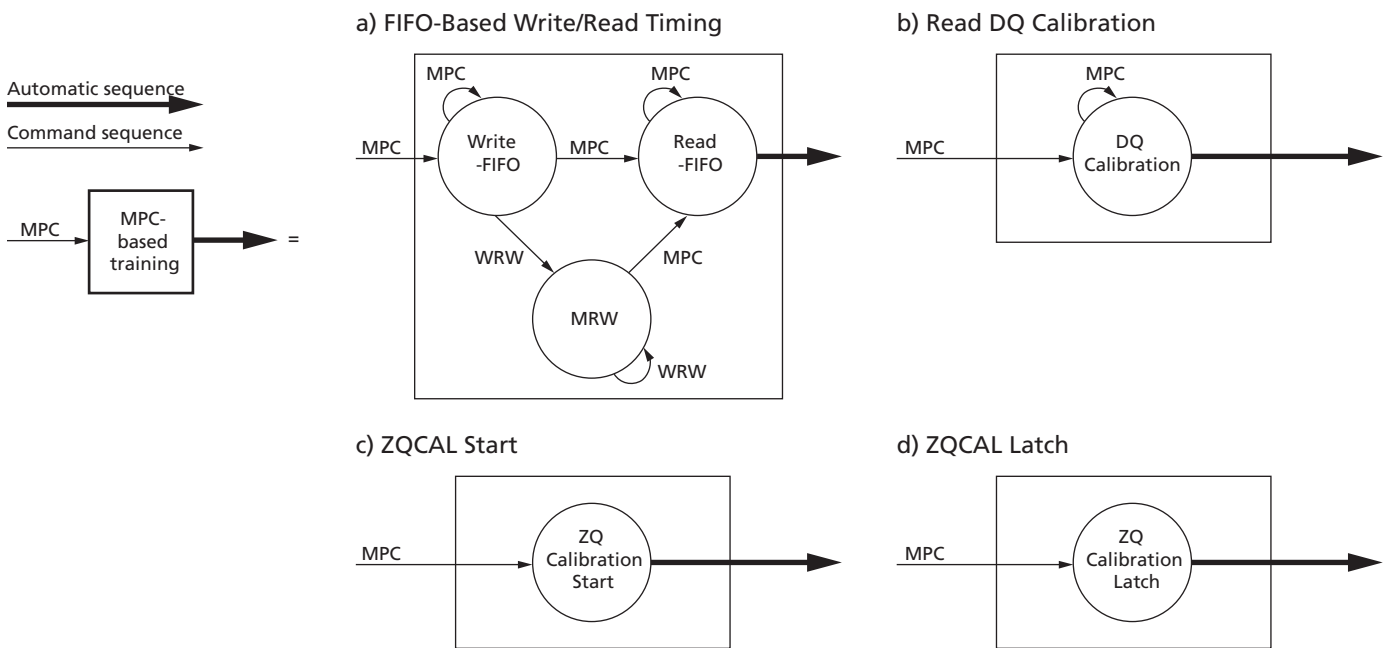 a) FIFO-Based Write/Read Timing
b) Read DQ Calibration
Automatic sequence
Command sequence
MPC
MPC-
based
training
=
MPC
MPC
MPC
Write
-FIFO
MPC
Read
-FIFO
WRW
MPC
MRW
WRW
MPC
MPC
DQ
Calibration
c) ZQCAL Start
d) ZQCAL Latch
MPC
ZQ
Calibration
Start
MPC
ZQ
Calibration
Latch